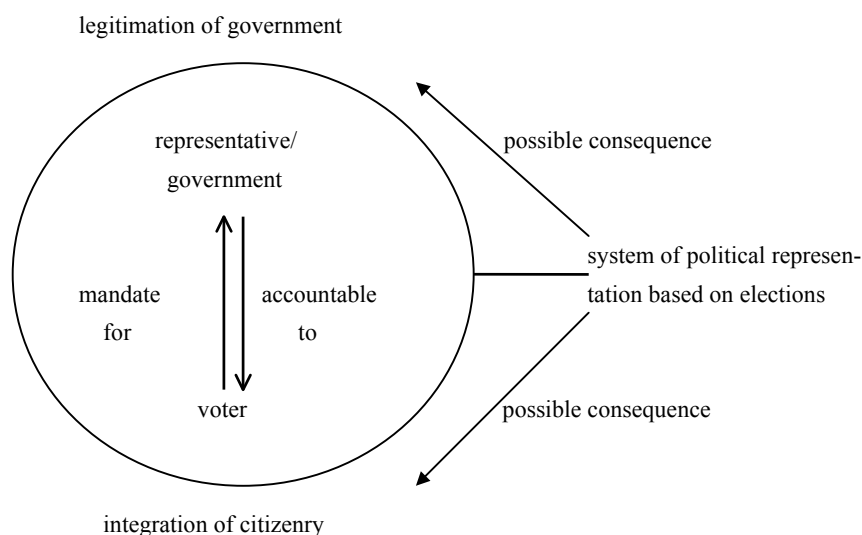 legitimation of government
representative/
government
possible consequence
system of political represen-
tation based on elections
mandate
for
accountable
to
voter
possible consequence
integration of citizenry